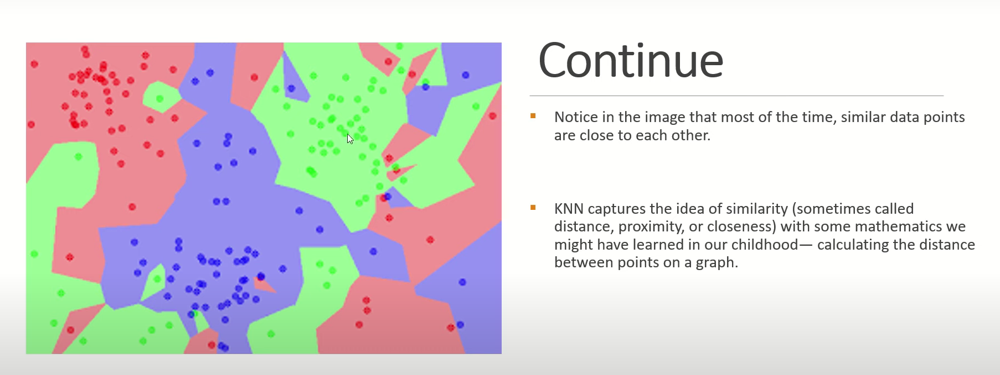 Continue
▪ Notice in the image that most of the time, similar data points
are close to each other.
▪ KNN captures the idea of similarity (sometimes called
distance, proximity, or closeness) with some mathematics we
might have learned in our childhood— calculating the distance
between points on a graph.